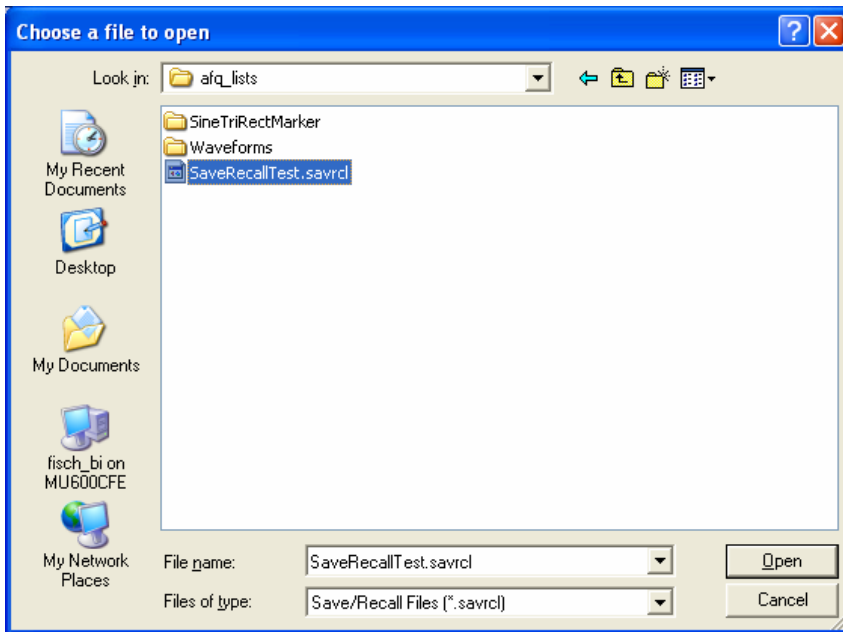 Choose a file to open
Look in: afq_lists
SineTriRectMarker
Waveforms
SaveRecallTest.savrcl
My Recent
Documents
Desktop
My Documents
fisch_bi on
MU600CFE
My Network
Places
File name: SaveRecallTest.savrcl
Open
Files of type: Save/Recall Files (*.savrcl)
Cancel